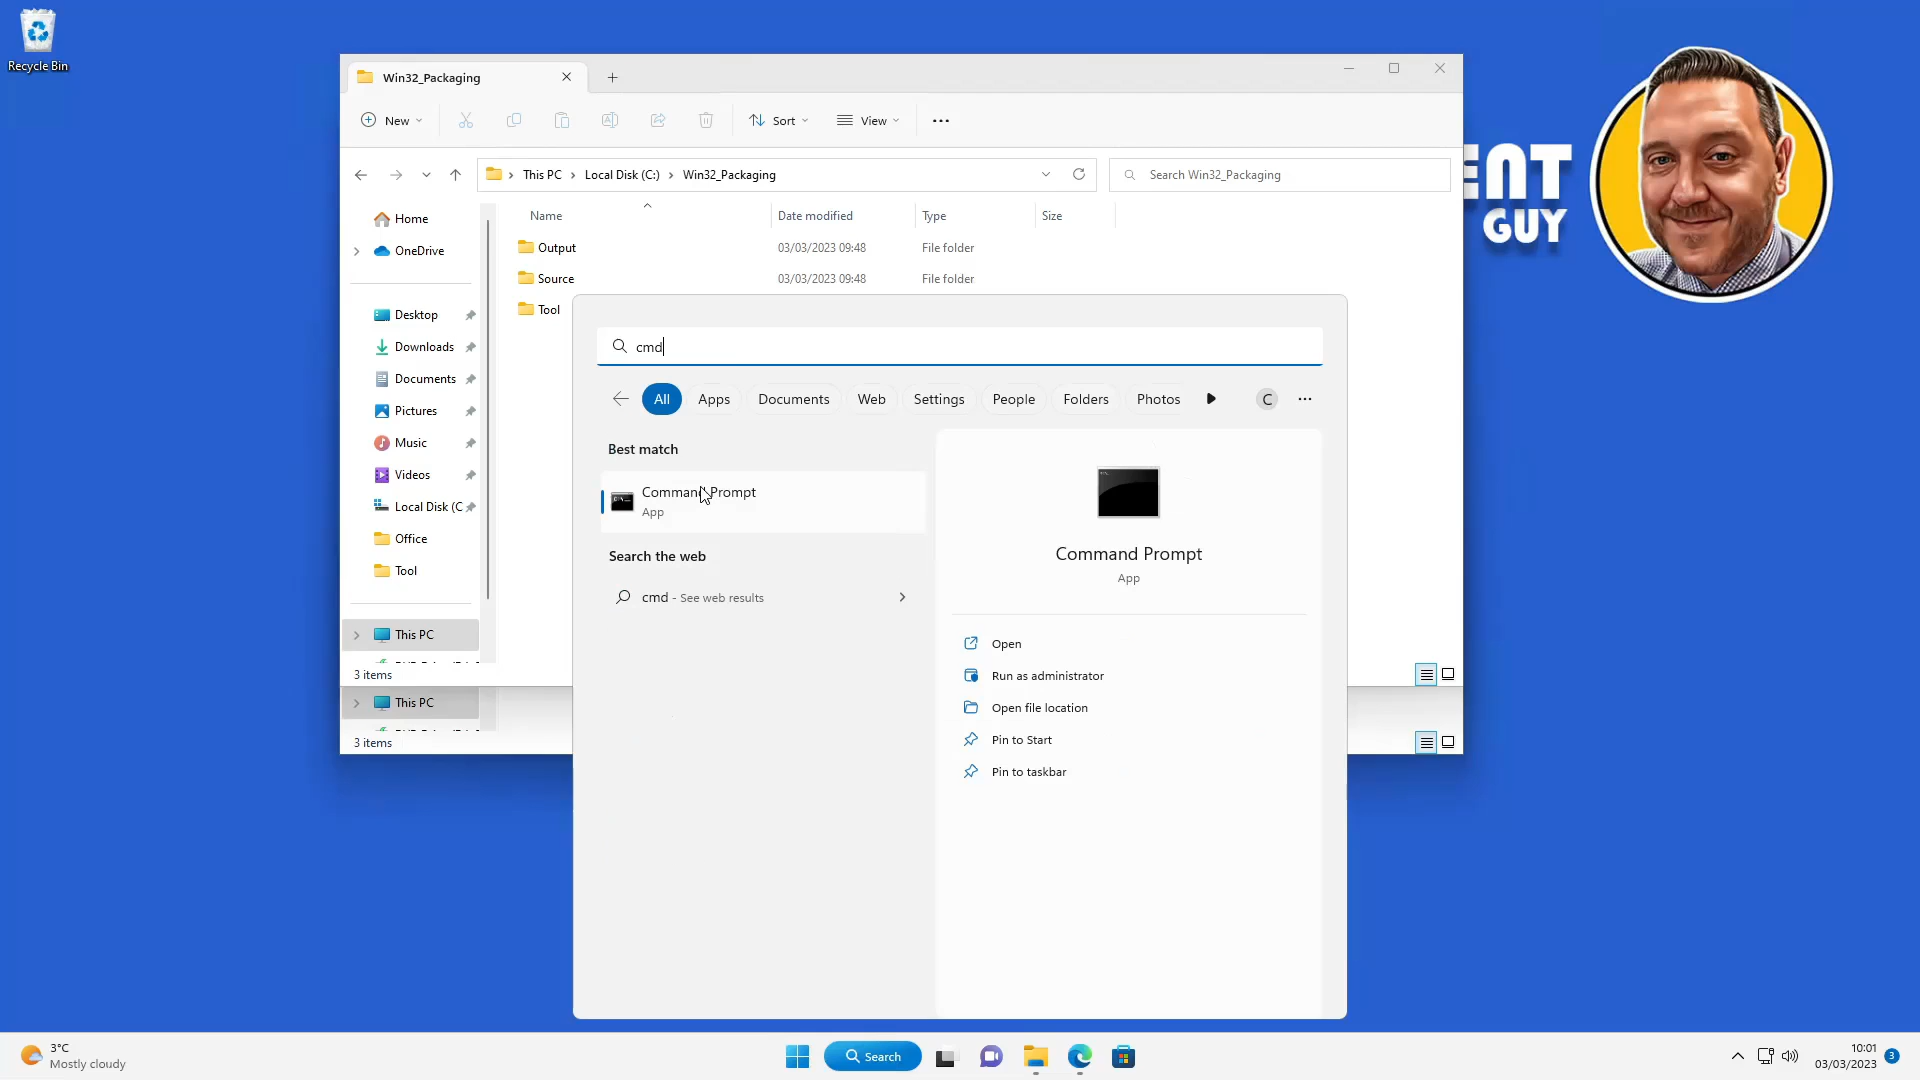 Recycle Bin
Win32_Packaging
New
Sort
View
This PC
Local Disk (C:)
Win32_Packaging
Search Win32_Packaging
ENT
GUY
Name
Date modified
Type
Size
Home
OneDrive
Desktop
Downloads
Documents
Pictures
Music
Videos
Local Disk (C
Office
Tool
This PC
3 items
This PC
3 items
Output
03/03/2023 09:48
File folder
Source
03/03/2023 09:48
File folder
Tool
cmd
All
Apps
Documents
Web
Settings
People
Folders
Photos
C
Best match
Command Prompt
App
Search the web
cmd - See web results
Command Prompt
App
Open
Run as administrator
Open file location
Pin to Start
Pin to taskbar
3°C
Mostly cloudy
Search
10:01
03/03/2023
3